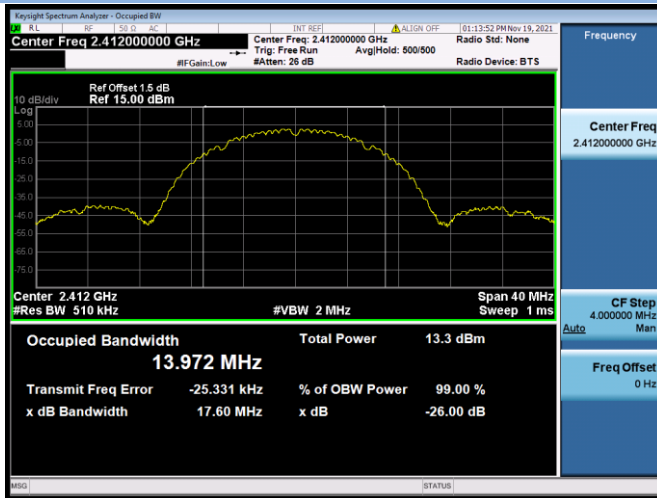 Keysight Spectrum Analyzer - Occupied BW
RL RF 50 Ω AC INT REF ALIGN OFF 01:13:52 PM Nov 19, 2021
Center Freq 2.412000000 GHz
Center Freq: 2.412000000 GHz
Radio Std: None
Trig: Free Run
Avg|Hold: 500/500
#IFGain:Low
#Atten: 26 dB
Radio Device: BTS
Ref Offset 1.5 dB
10 dB/div
Ref 15.00 dBm
Log
5.00
-5.00
-15.0
-25.0
-35.0
-45.0
-55.0
-65.0
-75.0
Center 2.412 GHz
Span 40 MHz
#Res BW 510 kHz
#VBW 2 MHz
Sweep 1 ms
Occupied Bandwidth
Total Power
13.3 dBm
13.972 MHz
Transmit Freq Error
-25.331 kHz
% of OBW Power
99.00 %
x dB Bandwidth
17.60 MHz
x dB
-26.00 dB
MSG
STATUS
Frequency
Center Freq
2.412000000 GHz
CF Step
4.000000 MHz
Auto Man
Freq Offset
0 Hz